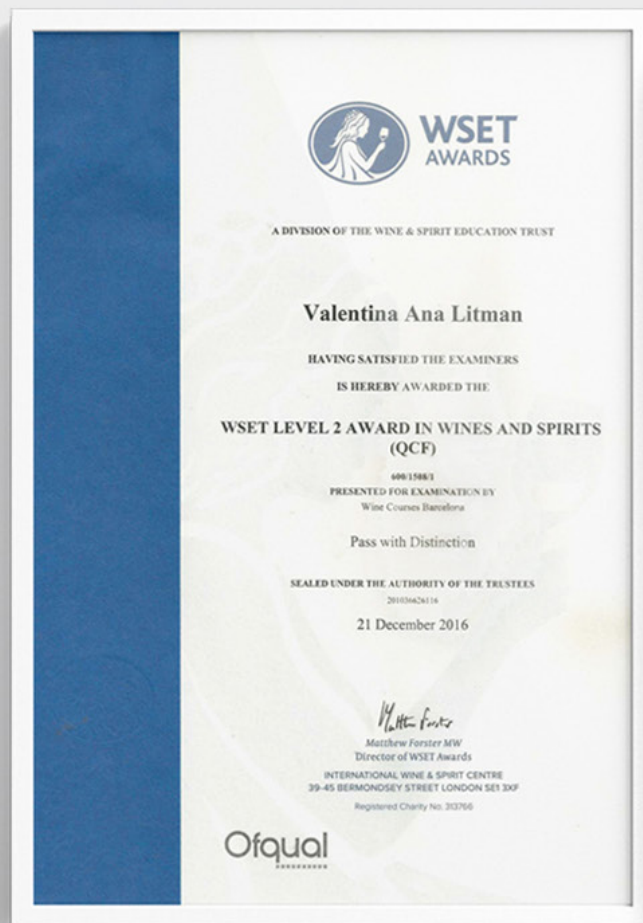 WSET
AWARDS
A DIVISION OF THE WINE & SPIRIT EDUCATION TRUST
Valentina Ana Litman
HAVING SATISFIED THE EXAMINERS
IS HEREBY AWARDED THE
WSET LEVEL 2 AWARD IN WINES AND SPIRITS
(QCF)
600/1508/1
PRESENTED FOR EXAMINATION BY
Wine Courses Barcelona
Pass with Distinction
SEALED UNDER THE AUTHORITY OF THE TRUSTEES
201036626116
21 December 2016
Matthew Forster
Matthew Forster MW
Director of WSET Awards
INTERNATIONAL WINE & SPIRIT CENTRE
39-45 BERMONDSEY STREET LONDON SE1 3XF
Registered Charity No. 313766
Ofqual